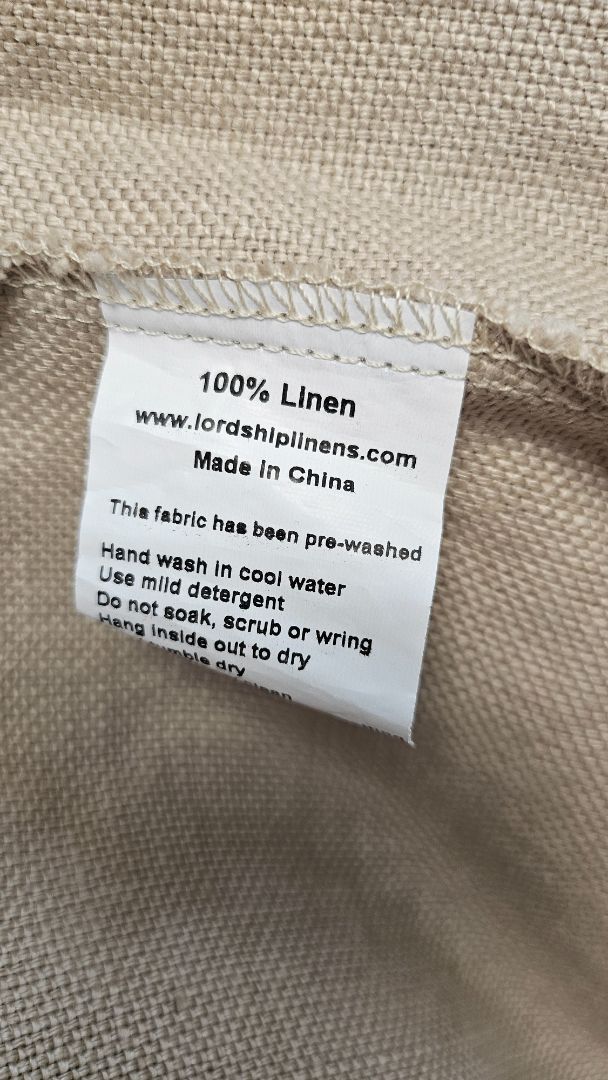 100% Linen
www.lordshiplinens.com
Made in China
This fabric has been pre-washed
Hand wash in cool water
Use mild detergent
Do not soak, scrub or wring
Hang inside out to dry
dry